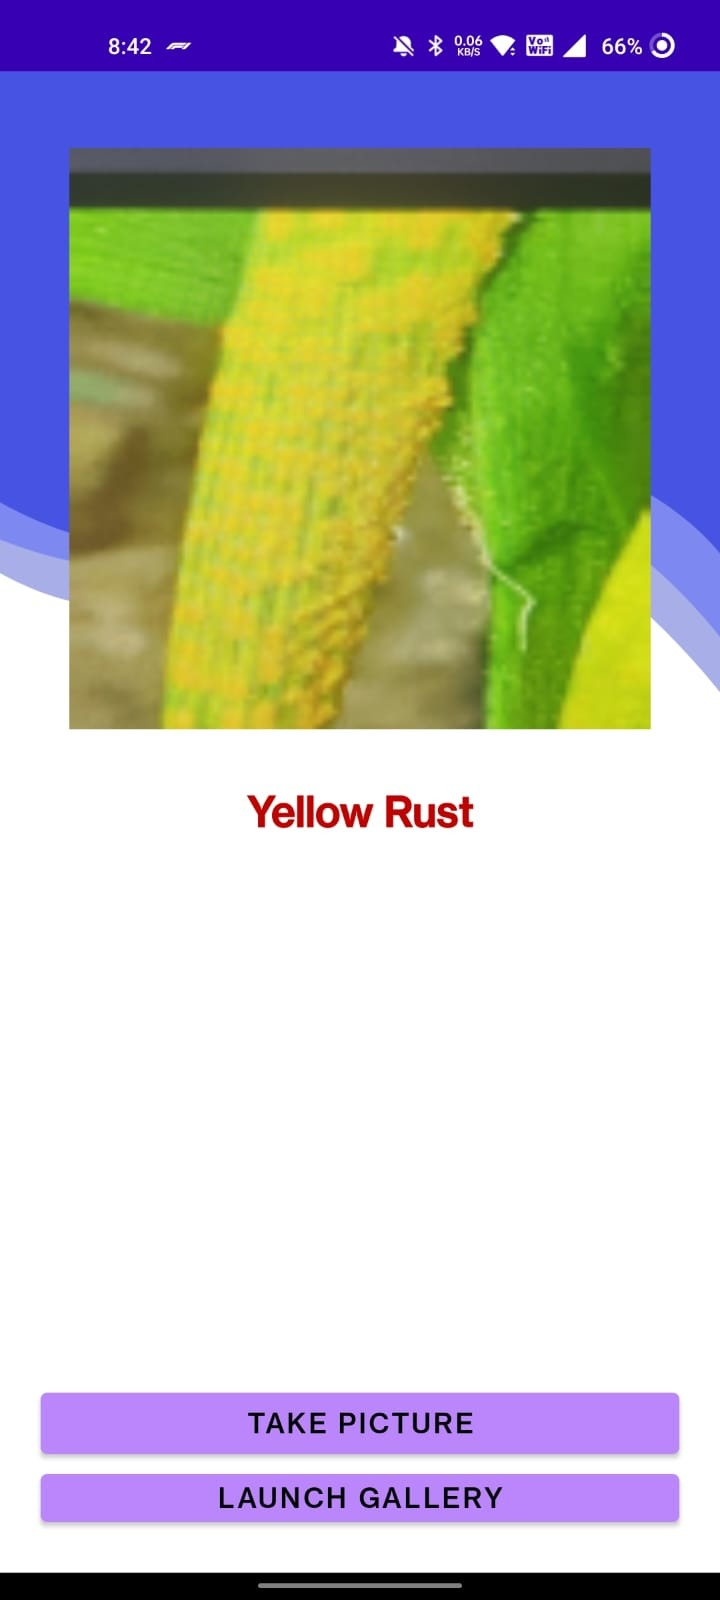 8:42
0.06
KB/S
Vo
WiFi
66%
Yellow Rust
TAKE PICTURE
LAUNCH GALLERY